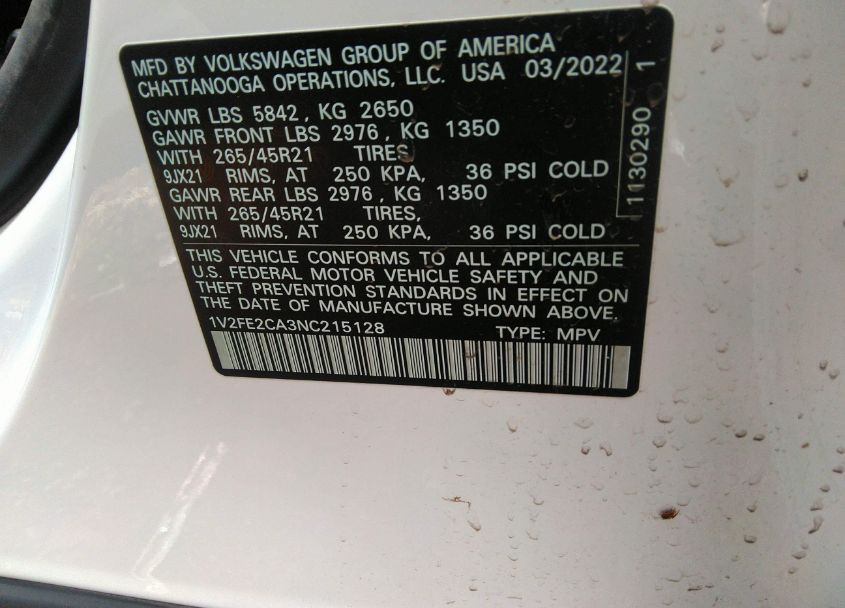 MFD BY VOLKSWAGEN GROUP OF AMERICA
CHATTANOOGA OPERATIONS, LLC. USA 03/2022
GVWR LBS 5842, KG 2650
GAWR FRONT LBS 2976, KG 1350
WITH 265/45R21 TIRES
9JX21 RIMS, AT 250 KPA, 36 PSI COLD
GAWR REAR LBS 2976, KG 1350
WITH 265/45R21 TIRES,
9JX21 RIMS, AT 250 KPA, 36 PSI COLD
THIS VEHICLE CONFORMS TO ALL APPLICABLE
U.S. FEDERAL MOTOR VEHICLE SAFETY AND
THEFT PREVENTION STANDARDS IN EFFECT ON
THE DATE OF MANUFACTURE SHOWN ABOVE.
1V2FE2CA3NC215128 TYPE: MPV
1130290 1